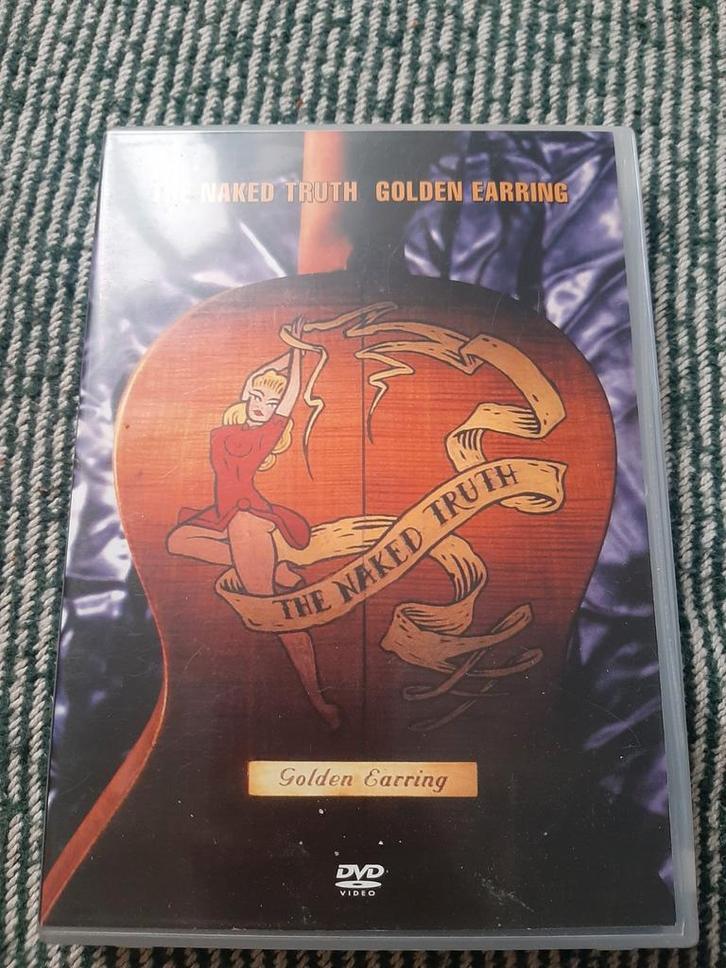 THE NAKED TRUTH GOLDEN EARRING
THE NAKED TRUTH
Golden Earring
DVD
VIDEO